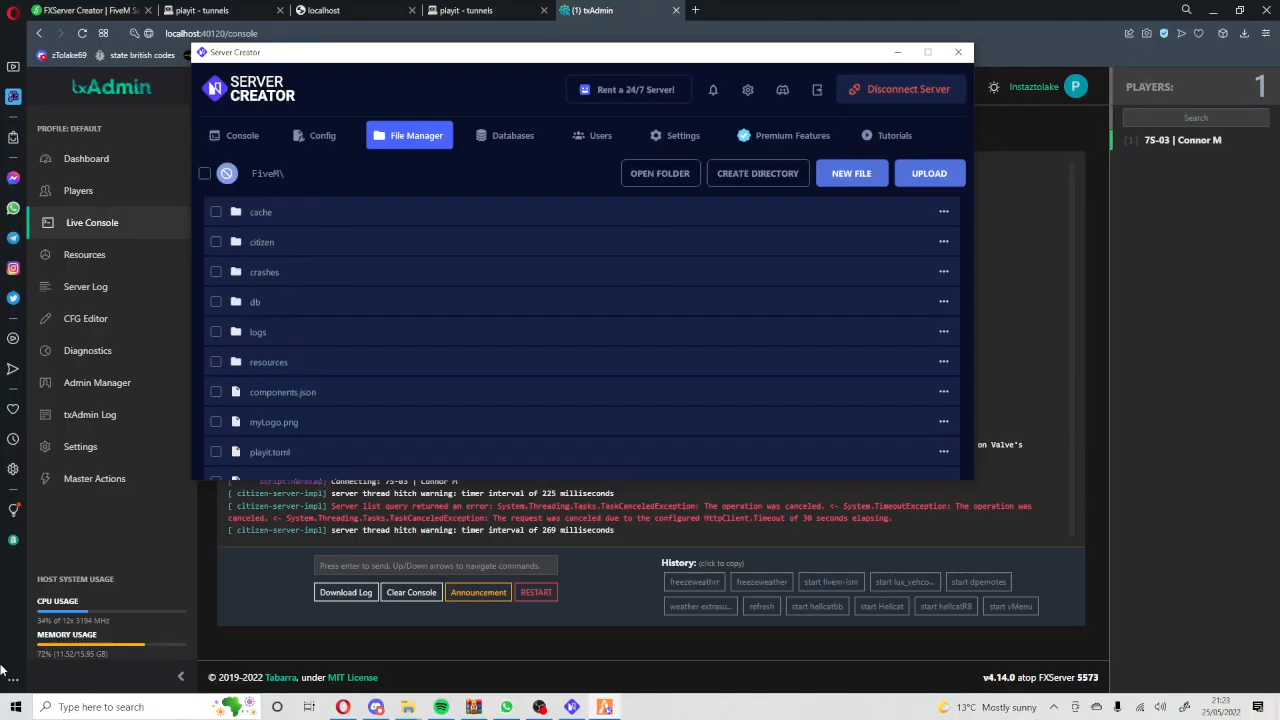 FXServer Creator | FiveM S
playit - tunnels
localhost
playit - tunnels
(1) txAdmin
localhost:40120/console
zTolake89
state british codes
Server Creator
txAdmin
SERVER CREATOR
Rent a 24/7 Server!
Disconnect Server
Instaztolake
P
PLAYERS:
1
Search
[1] 7S-03 | Connor M
PROFILE: DEFAULT
Dashboard
Players
Live Console
Resources
Server Log
CFG Editor
Diagnostics
Admin Manager
txAdmin Log
Settings
Master Actions
Console
Config
File Manager
Databases
Users
Settings
Premium Features
Tutorials
FiveM\
OPEN FOLDER
CREATE DIRECTORY
NEW FILE
UPLOAD
cache
citizen
crashes
db
logs
resources
components.json
myLogo.png
playit.toml
on Valve's
script:hardcap] Connecting: 7S-03 | Connor M
[ citizen-server-impl] server thread hitch warning: timer interval of 225 milliseconds
[ citizen-server-impl] Server list query returned an error: System.Threading.Tasks.TaskCanceledException: The operation was canceled. <- System.TimeoutException: The operation was
canceled. <- System.Threading.Tasks.TaskCanceledException: The request was canceled due to the configured HttpClient.Timeout of 30 seconds elapsing.
[ citizen-server-impl] server thread hitch warning: timer interval of 269 milliseconds
Press enter to send. Up/Down arrows to navigate commands.
Download Log
Clear Console
Announcement
RESTART
History: (click to copy)
freezeweathrr
freezeweather
start fivem-lsm
start lux_vehco...
start dpemotes
weather extrasu...
refresh
start hellcatbb
start Hellcat
start hellcatRB
start vMenu
HOST SYSTEM USAGE
CPU USAGE
34% of 12x 3194 MHz
MEMORY USAGE
72% (11.52/15.95 GB)
© 2019-2022 Tabarra, under MIT License
v4.14.0 atop FXServer 5573
Type here to search
13°C Mostly sunny
21:23
25/05/2022